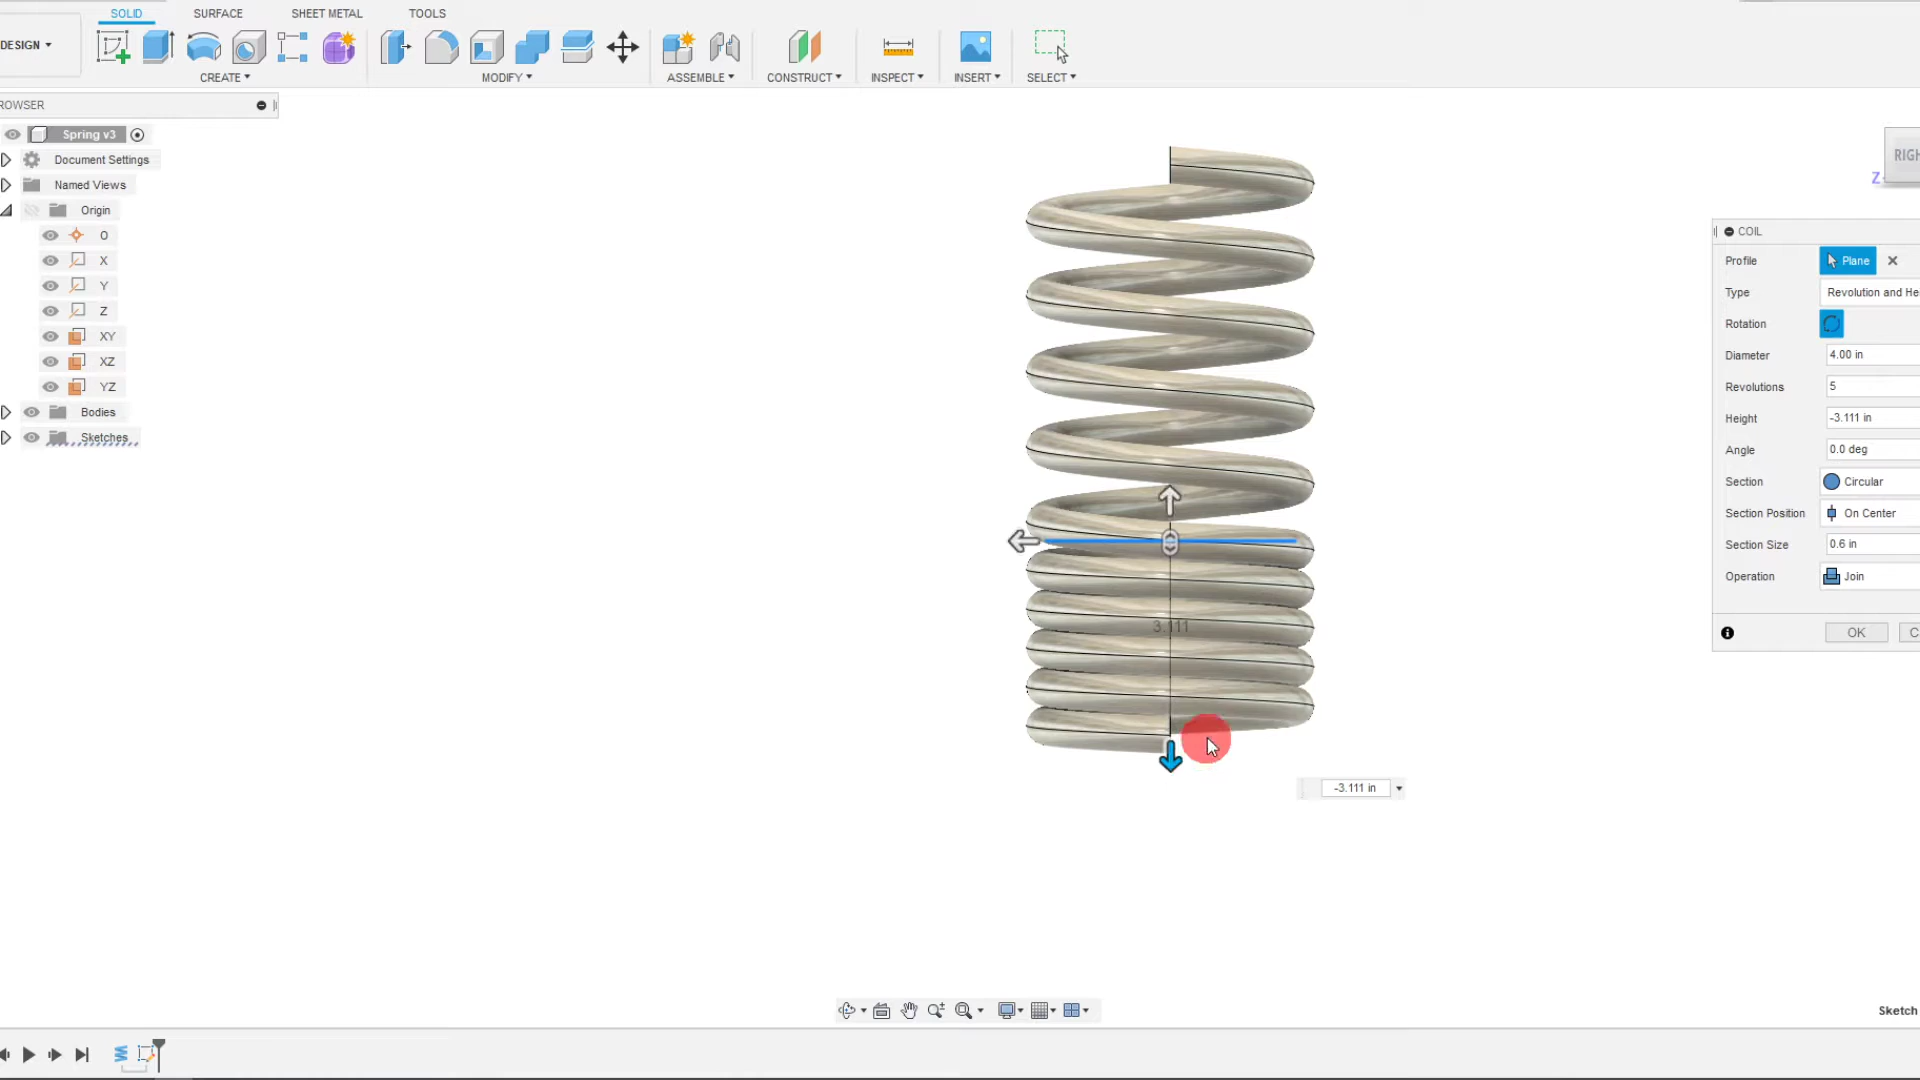 SOLID SURFACE SHEET METAL TOOLS
DESIGN
CREATE MODIFY ASSEMBLE CONSTRUCT INSPECT INSERT SELECT
ROWSER
Spring v3
Document Settings
Named Views
Origin
O
X
Y
Z
XY
XZ
YZ
Bodies
Sketches
RIGH
Z
COIL
Profile Plane
Type Revolution and He
Rotation
Diameter 4.00 in
Revolutions 5
Height -3.111 in
Angle 0.0 deg
Section Circular
Section Position On Center
Section Size 0.6 in
Operation Join
OK C
3.111
-3.111 in
Sketch